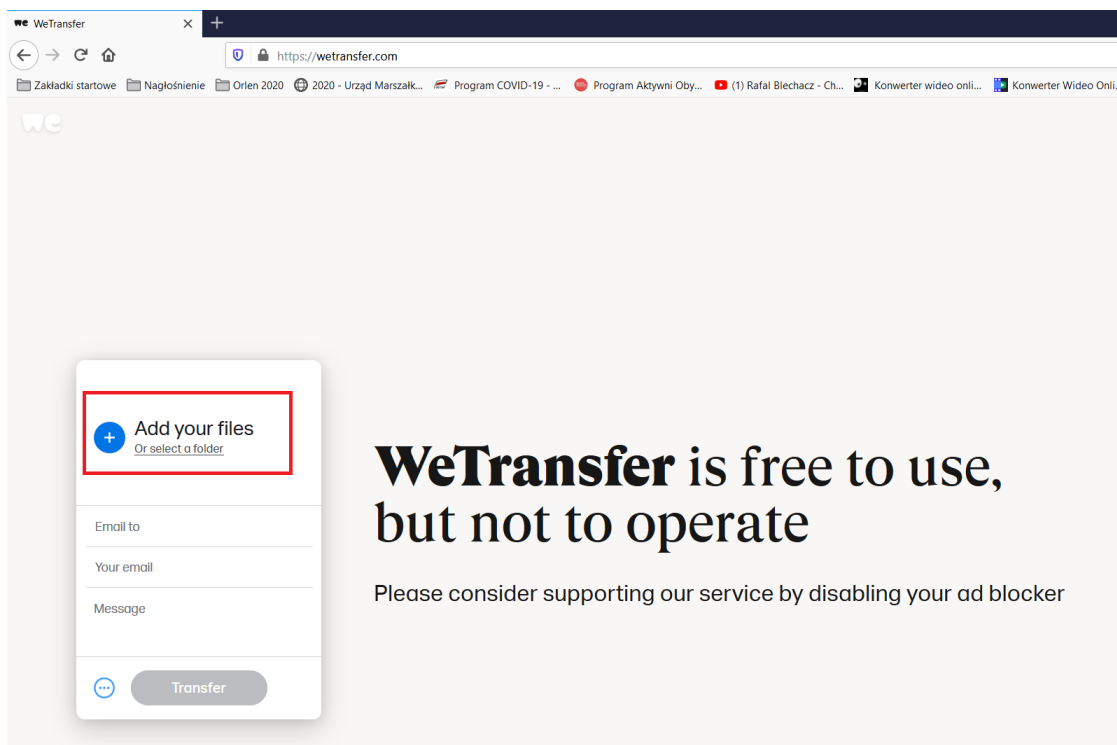 we WeTransfer
https://wetransfer.com
Zakładki startowe Nagłośnienie Orlen 2020 2020 - Urząd Marszałk... Program COVID-19 - ... Program Aktywni Oby... (1) Rafal Blechacz - Ch... Konwerter wideo onli... Konwerter Wideo Onli...
we
Add your files
Or select a folder
WeTransfer is free to use,
but not to operate
Email to
Your email
Please consider supporting our service by disabling your ad blocker
Message
Transfer